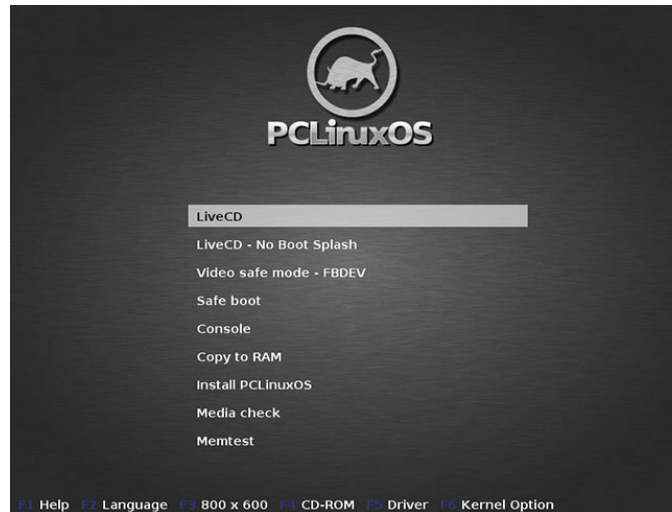 PCLinuxOS
LiveCD
LiveCD - No Boot Splash
Video safe mode - FBDEV
Safe boot
Console
Copy to RAM
Install PCLinuxOS
Media check
Memtest
F1 Help F2 Language F3 800 x 600 F4 CD-ROM F5 Driver F6 Kernel Option